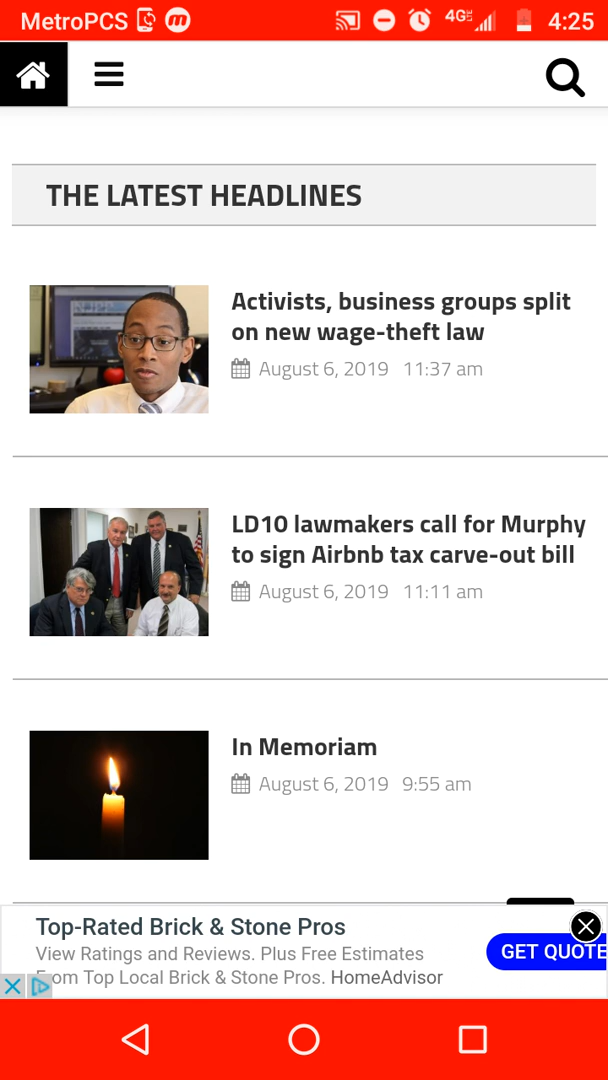 MetroPCS 4G LTE 4:25
THE LATEST HEADLINES
Activists, business groups split
on new wage-theft law
August 6, 2019 11:37 am
LD10 lawmakers call for Murphy
to sign Airbnb tax carve-out bill
August 6, 2019 11:11 am
In Memoriam
August 6, 2019 9:55 am
Top-Rated Brick & Stone Pros
View Ratings and Reviews. Plus Free Estimates
From Top Local Brick & Stone Pros. HomeAdvisor
GET QUOTE